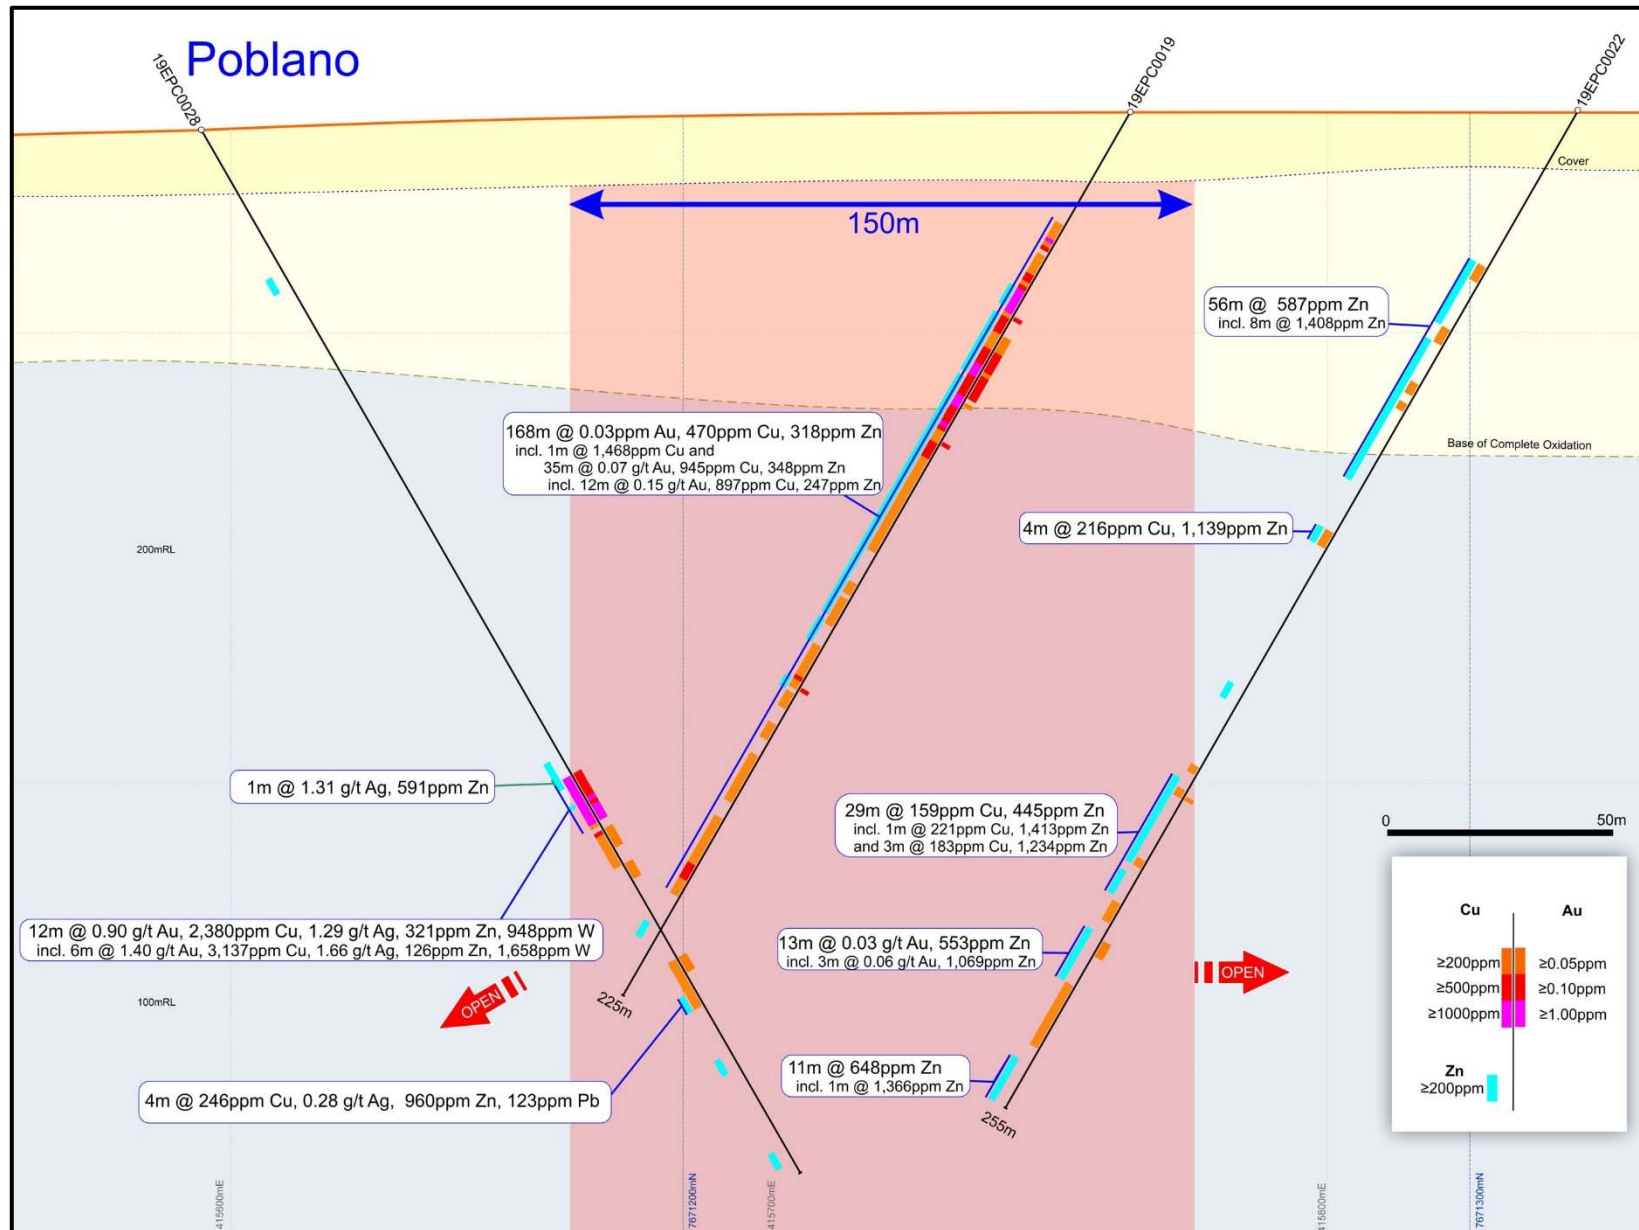 Poblano
19EPC0028
19EPC0019
19EPC0022
Cover
150m
56m @ 587ppm Zn
incl. 8m @ 1,408ppm Zn
168m @ 0.03ppm Au, 470ppm Cu, 318ppm Zn
incl. 1m @ 1,468ppm Cu and
35m @ 0.07 g/t Au, 945ppm Cu, 348ppm Zn
incl. 12m @ 0.15 g/t Au, 897ppm Cu, 247ppm Zn
Base of Complete Oxidation
4m @ 216ppm Cu, 1,139ppm Zn
200mRL
1m @ 1.31 g/t Ag, 591ppm Zn
29m @ 159ppm Cu, 445ppm Zn
incl. 1m @ 221ppm Cu, 1,413ppm Zn
and 3m @ 183ppm Cu, 1,234ppm Zn
0 50m
12m @ 0.90 g/t Au, 2,380ppm Cu, 1.29 g/t Ag, 321ppm Zn, 948ppm W
incl. 6m @ 1.40 g/t Au, 3,137ppm Cu, 1.66 g/t Ag, 126ppm Zn, 1,658ppm W
13m @ 0.03 g/t Au, 553ppm Zn
incl. 3m @ 0.06 g/t Au, 1,069ppm Zn
OPEN
OPEN
225m
100mRL
Cu Au
≥200ppm ≥0.05ppm
≥500ppm ≥0.10ppm
≥1000ppm ≥1.00ppm
Zn
≥200ppm
11m @ 648ppm Zn
incl. 1m @ 1,366ppm Zn
4m @ 246ppm Cu, 0.28 g/t Ag, 960ppm Zn, 123ppm Pb
255m
415600mE
7671200mN
415700mE
415800mE
7671300mN